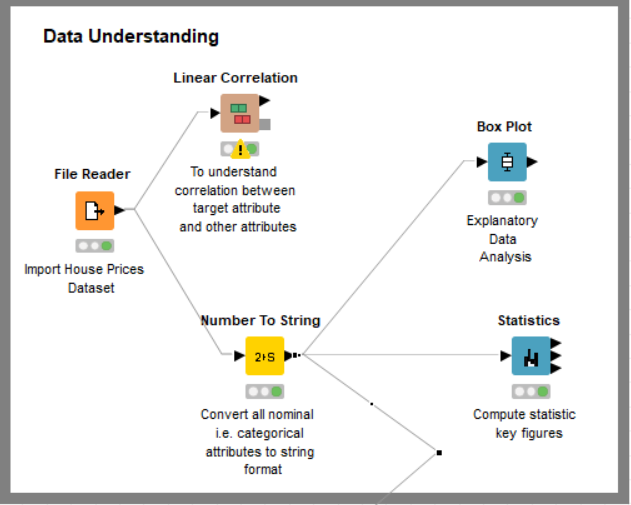 Data Understanding
Linear Correlation
To understand
correlation between
target attribute
and other attributes
File Reader
Import House Prices
Dataset
Box Plot
Explanatory
Data
Analysis
Number To String
2›S
Convert all nominal
i.e. categorical
attributes to string
format
Statistics
Compute statistic
key figures